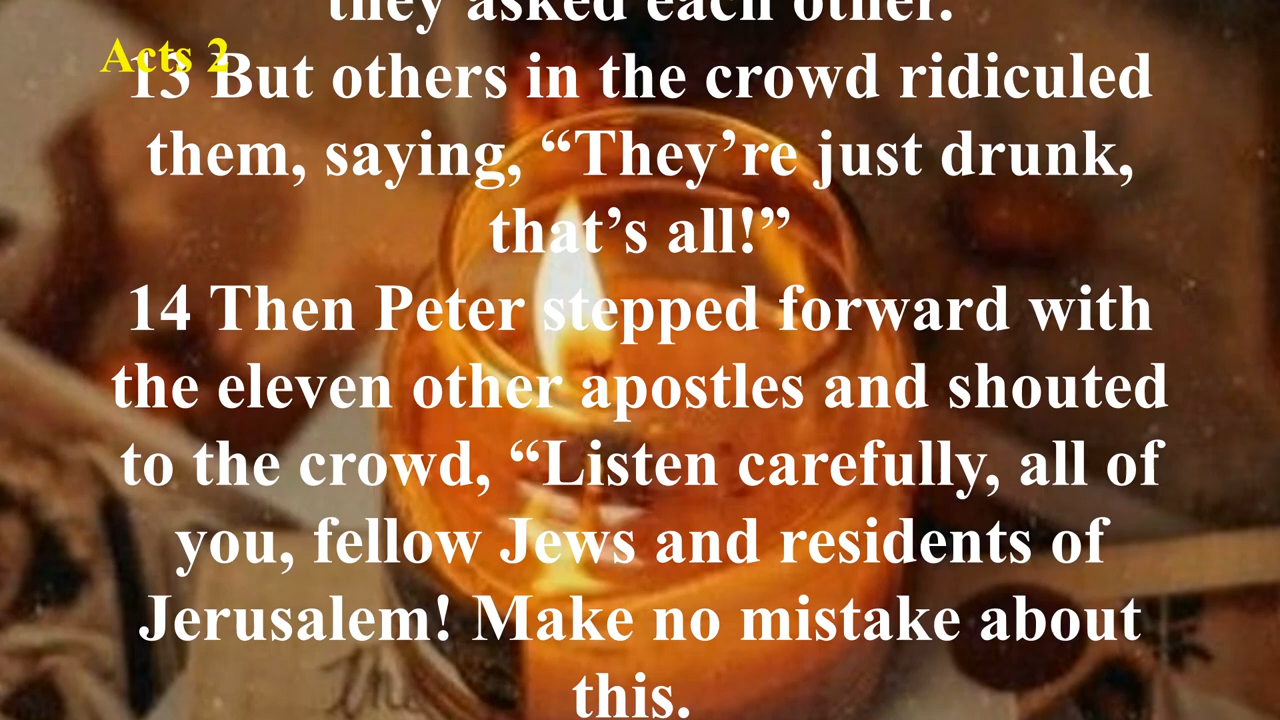 they asked each other.
Acts 2
13 But others in the crowd ridiculed
them, saying, “They’re just drunk,
that’s all!”
14 Then Peter stepped forward with
the eleven other apostles and shouted
to the crowd, “Listen carefully, all of
you, fellow Jews and residents of
Jerusalem! Make no mistake about
this.
the